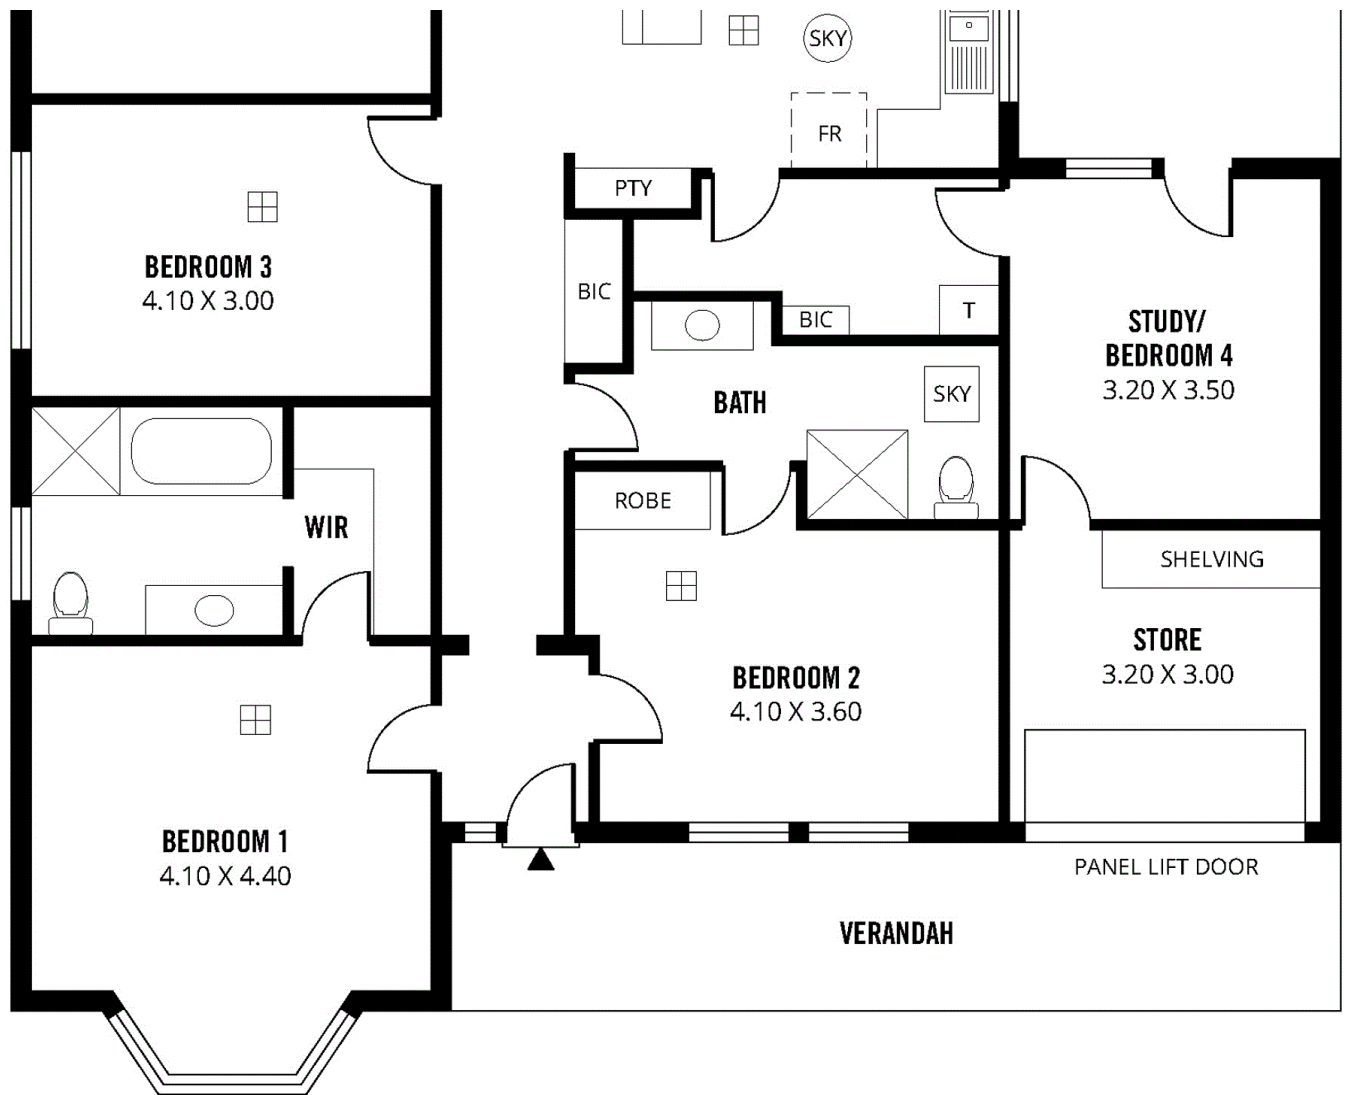 SKY
FR
PTY
BEDROOM 3
4.10 X 3.00
BIC
BIC
T
STUDY/
BEDROOM 4
3.20 X 3.50
BATH
SKY
ROBE
WIR
SHELVING
STORE
3.20 X 3.00
BEDROOM 2
4.10 X 3.60
BEDROOM 1
4.10 X 4.40
PANEL LIFT DOOR
VERANDAH